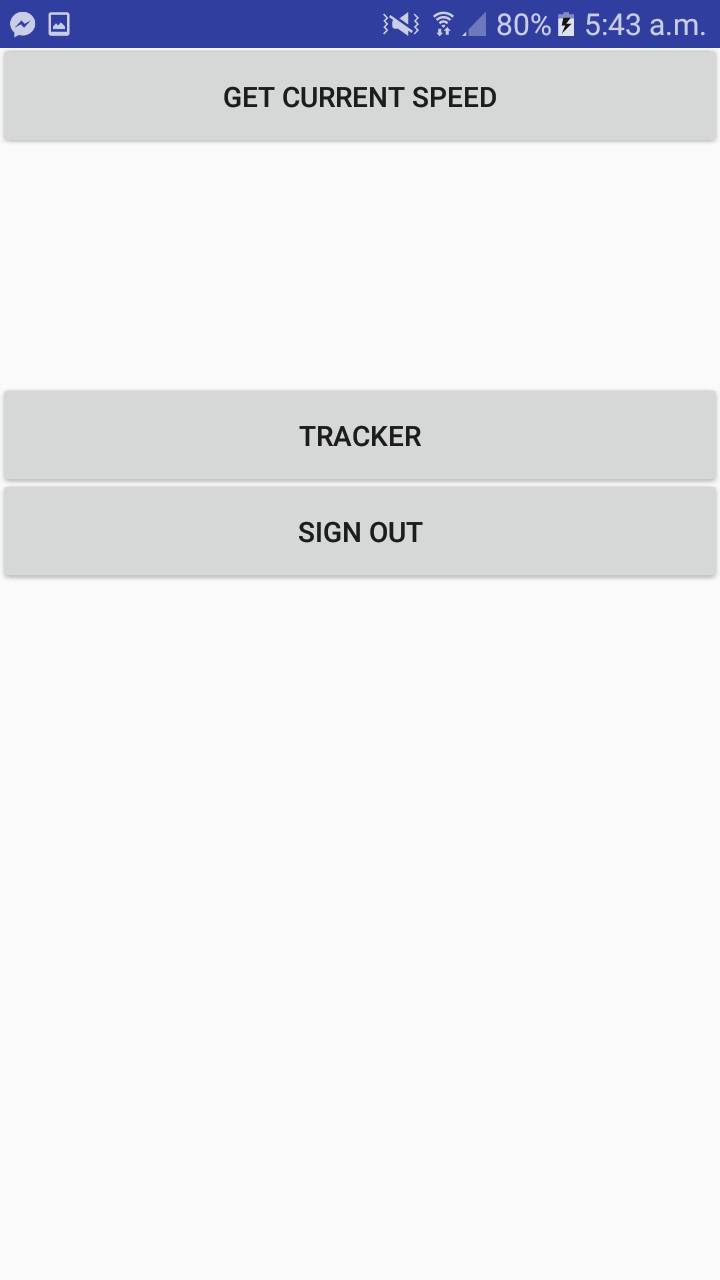 80% 5:43 a.m.
GET CURRENT SPEED
TRACKER
SIGN OUT